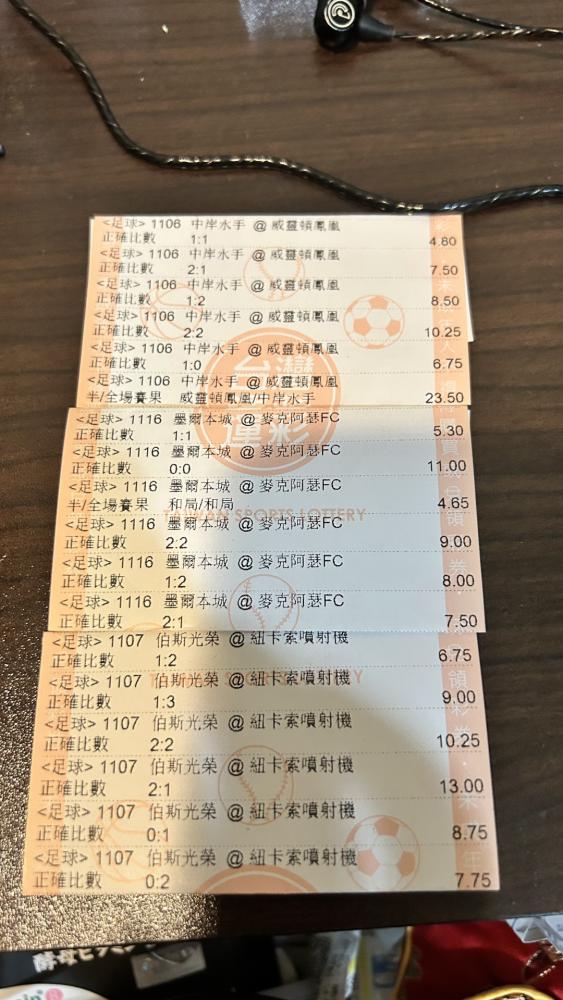 <足球> 1106 中岸水手 @ 威靈頓鳳凰
正確比數 1:1 4.80
<足球> 1106 中岸水手 @ 威靈頓鳳凰
正確比數 2:1 7.50
<足球> 1106 中岸水手 @ 威靈頓鳳凰
正確比數 1:2 8.50
<足球> 1106 中岸水手 @ 威靈頓鳳凰
正確比數 2:2 10.25
<足球> 1106 中岸水手 @ 威靈頓鳳凰
正確比數 1:0 6.75
<足球> 1106 中岸水手 @ 威靈頓鳳凰
半/全場賽果 威靈頓鳳凰/中岸水手 23.50
<足球> 1116 墨爾本城 @ 麥克阿瑟FC
正確比數 1:1 5.30
<足球> 1116 墨爾本城 @ 麥克阿瑟FC
正確比數 0:0 11.00
<足球> 1116 墨爾本城 @ 麥克阿瑟FC
半/全場賽果 和局/和局 4.65
TAIWAN SPORTS LOTTERY
<足球> 1116 墨爾本城 @ 麥克阿瑟FC
正確比數 2:2 9.00
<足球> 1116 墨爾本城 @ 麥克阿瑟FC
正確比數 1:2 8.00
<足球> 1116 墨爾本城 @ 麥克阿瑟FC
正確比數 2:1 7.50
<足球> 1107 伯斯光榮 @ 紐卡索噴射機
正確比數 1:2 6.75
<足球> 1107 伯斯光榮 @ 紐卡索噴射機
正確比數 1:3 9.00
<足球> 1107 伯斯光榮 @ 紐卡索噴射機
正確比數 2:2 10.25
<足球> 1107 伯斯光榮 @ 紐卡索噴射機
正確比數 2:1 13.00
<足球> 1107 伯斯光榮 @ 紐卡索噴射機
正確比數 0:1 8.75
<足球> 1107 伯斯光榮 @ 紐卡索噴射機
正確比數 0:2 7.75